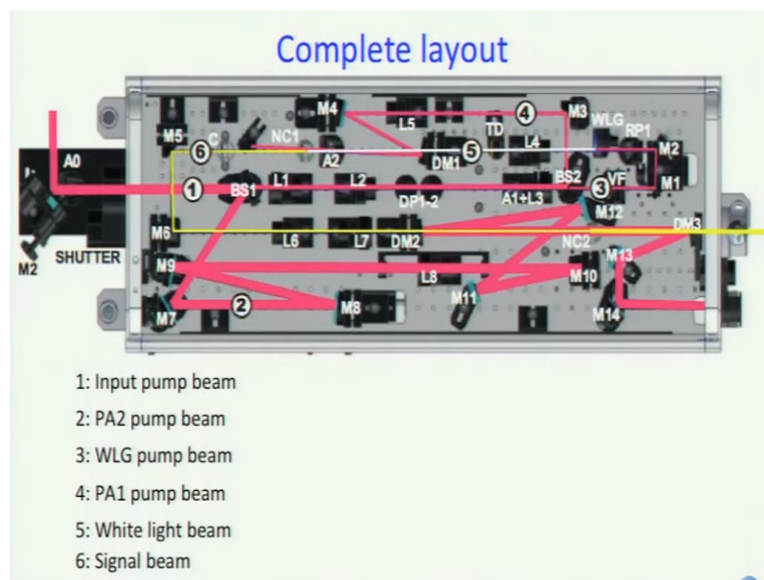 Complete layout
M4
4
M3
M5
C
NC1
L5
TD
WLG
RP1
6
A2
DM1
5
L4
M2
A0
1
BS1
L1
L2
DP1-2
A1+L3
BS2
3
VF
M1
M12
DM3
M6
L6
L7
DM2
NC2
M2
SHUTTER
M9
L8
M10
M13
M7
2
M8
M11
M14
1: Input pump beam
2: PA2 pump beam
3: WLG pump beam
4: PA1 pump beam
5: White light beam
6: Signal beam